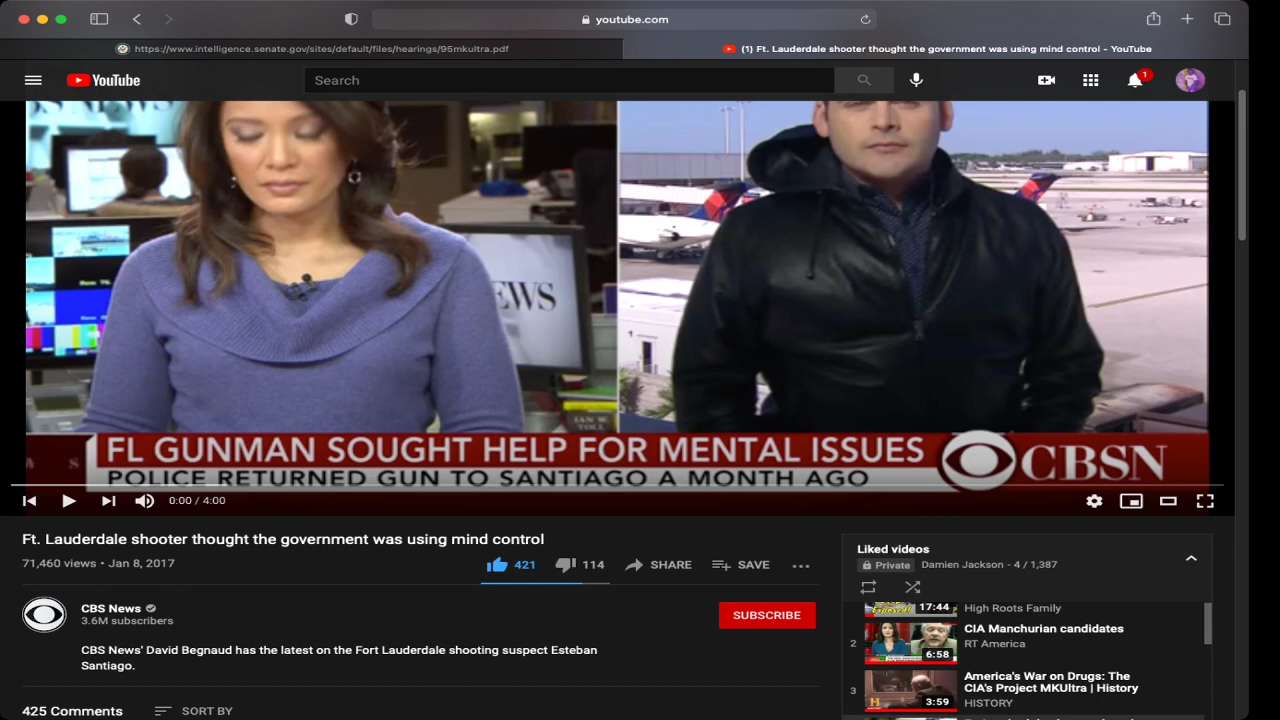 youtube.com
https://www.intelligence.senate.gov/sites/default/files/hearings/95mkultra.pdf
(1) Ft. Lauderdale shooter thought the government was using mind control - YouTube
YouTube
Search
1
BS NEWS
EWS
FL GUNMAN SOUGHT HELP FOR MENTAL ISSUES
POLICE RETURNED GUN TO SANTIAGO A MONTH AGO
CBSN
0:00 / 4:00
Ft. Lauderdale shooter thought the government was using mind control
71,460 views • Jan 8, 2017
421
114
SHARE
SAVE
CBS News
3.6M subscribers
SUBSCRIBE
CBS News' David Begnaud has the latest on the Fort Lauderdale shooting suspect Esteban
Santiago.
425 Comments
SORT BY
Liked videos
Private
Damien Jackson - 4 / 1,387
17:44
High Roots Family
2
6:58
CIA Manchurian candidates
RT America
3
3:59
America's War on Drugs: The
CIA's Project MKUltra | History
HISTORY